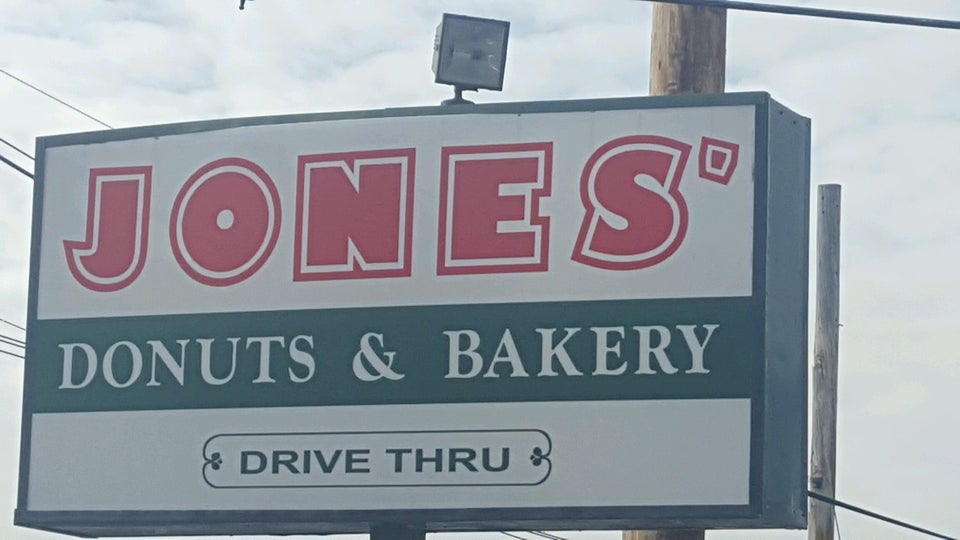 JONES'
DONUTS & BAKERY
DRIVE THRU